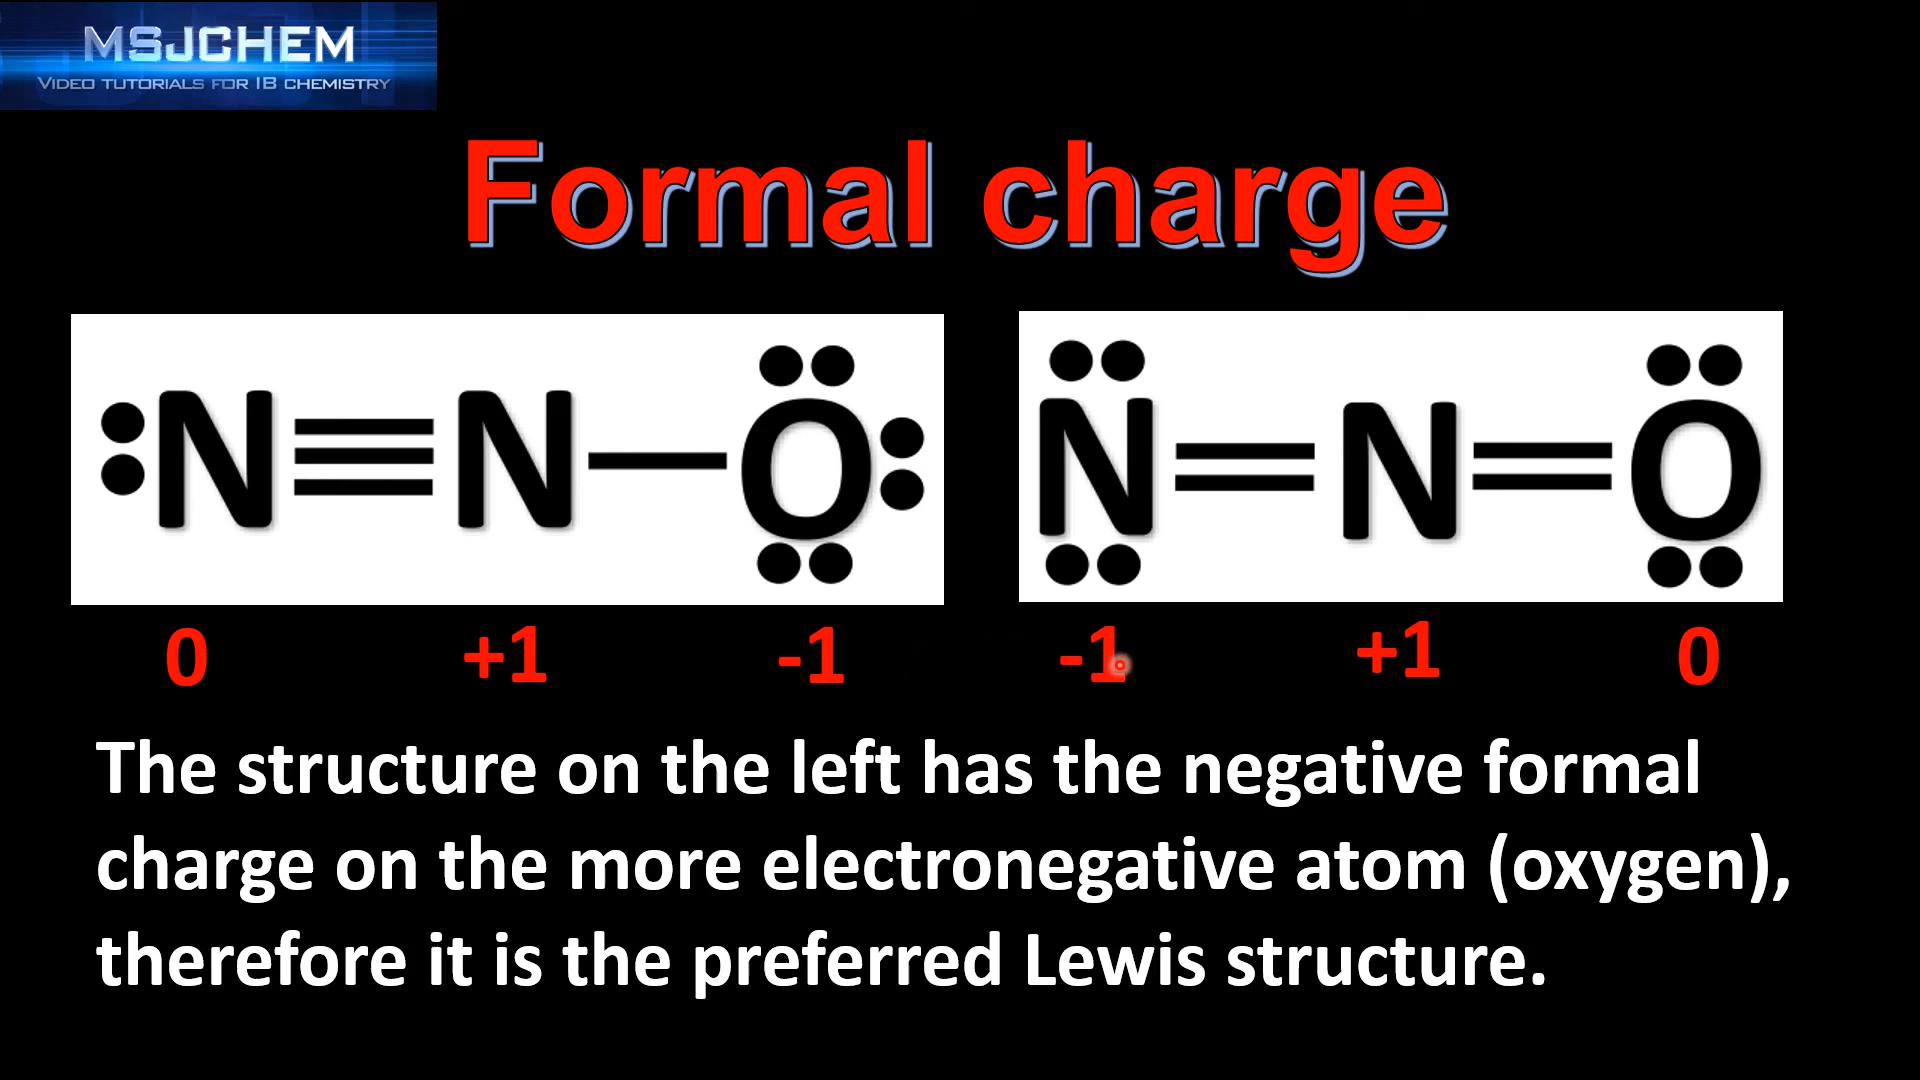 MSJCHEM
VIDEO TUTORIALS FOR IB CHEMISTRY
Formal charge
N≡N—O N=N=O
0 +1 -1 -1 +1 0
The structure on the left has the negative formal
charge on the more electronegative atom (oxygen),
therefore it is the preferred Lewis structure.